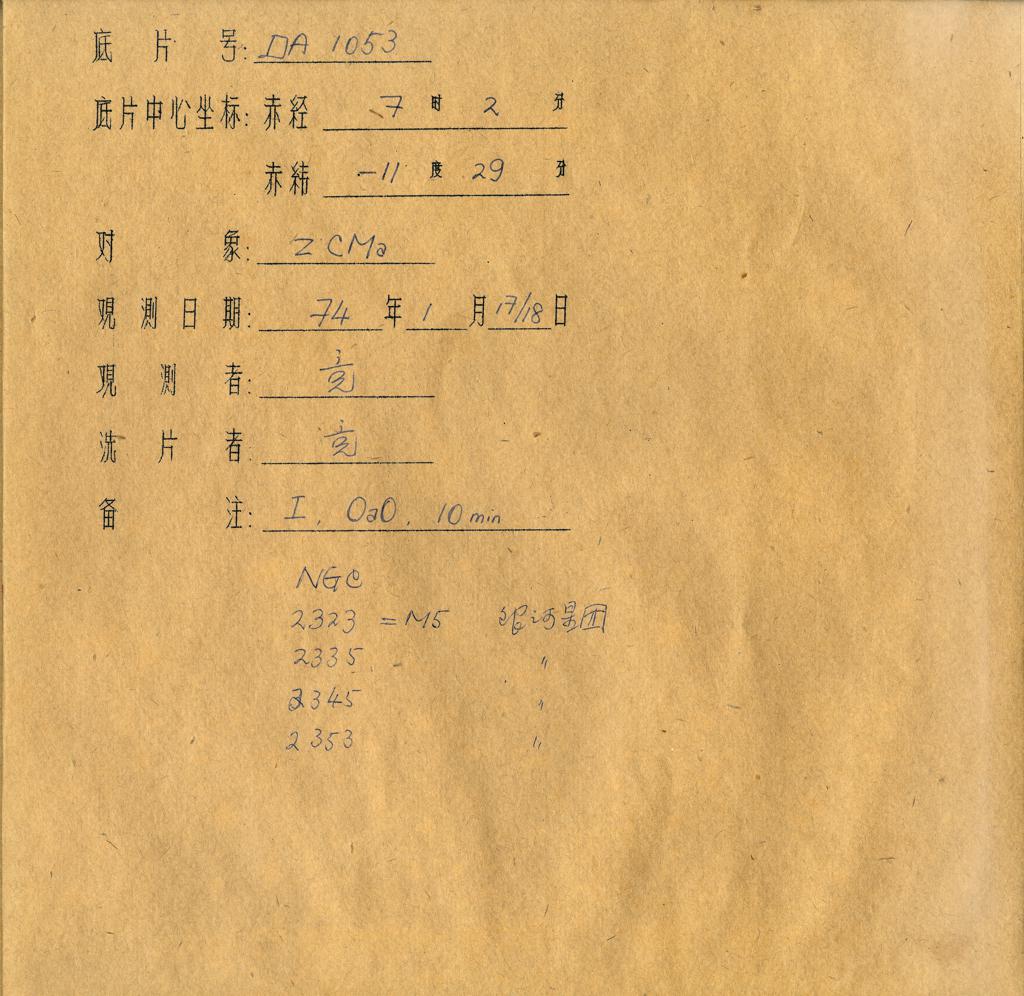 底片号: DA 1053
底片中心坐标: 赤经 7 时 2 分
赤纬 -11 度 29 分
对象: Z CMa
观测日期: 74 年 1 月 17/18 日
观测者:
洗片者:
备注: I, OaO, 10 min
NGC
2323 = M5 银河星团
2335 〃
2345 〃
2353 〃